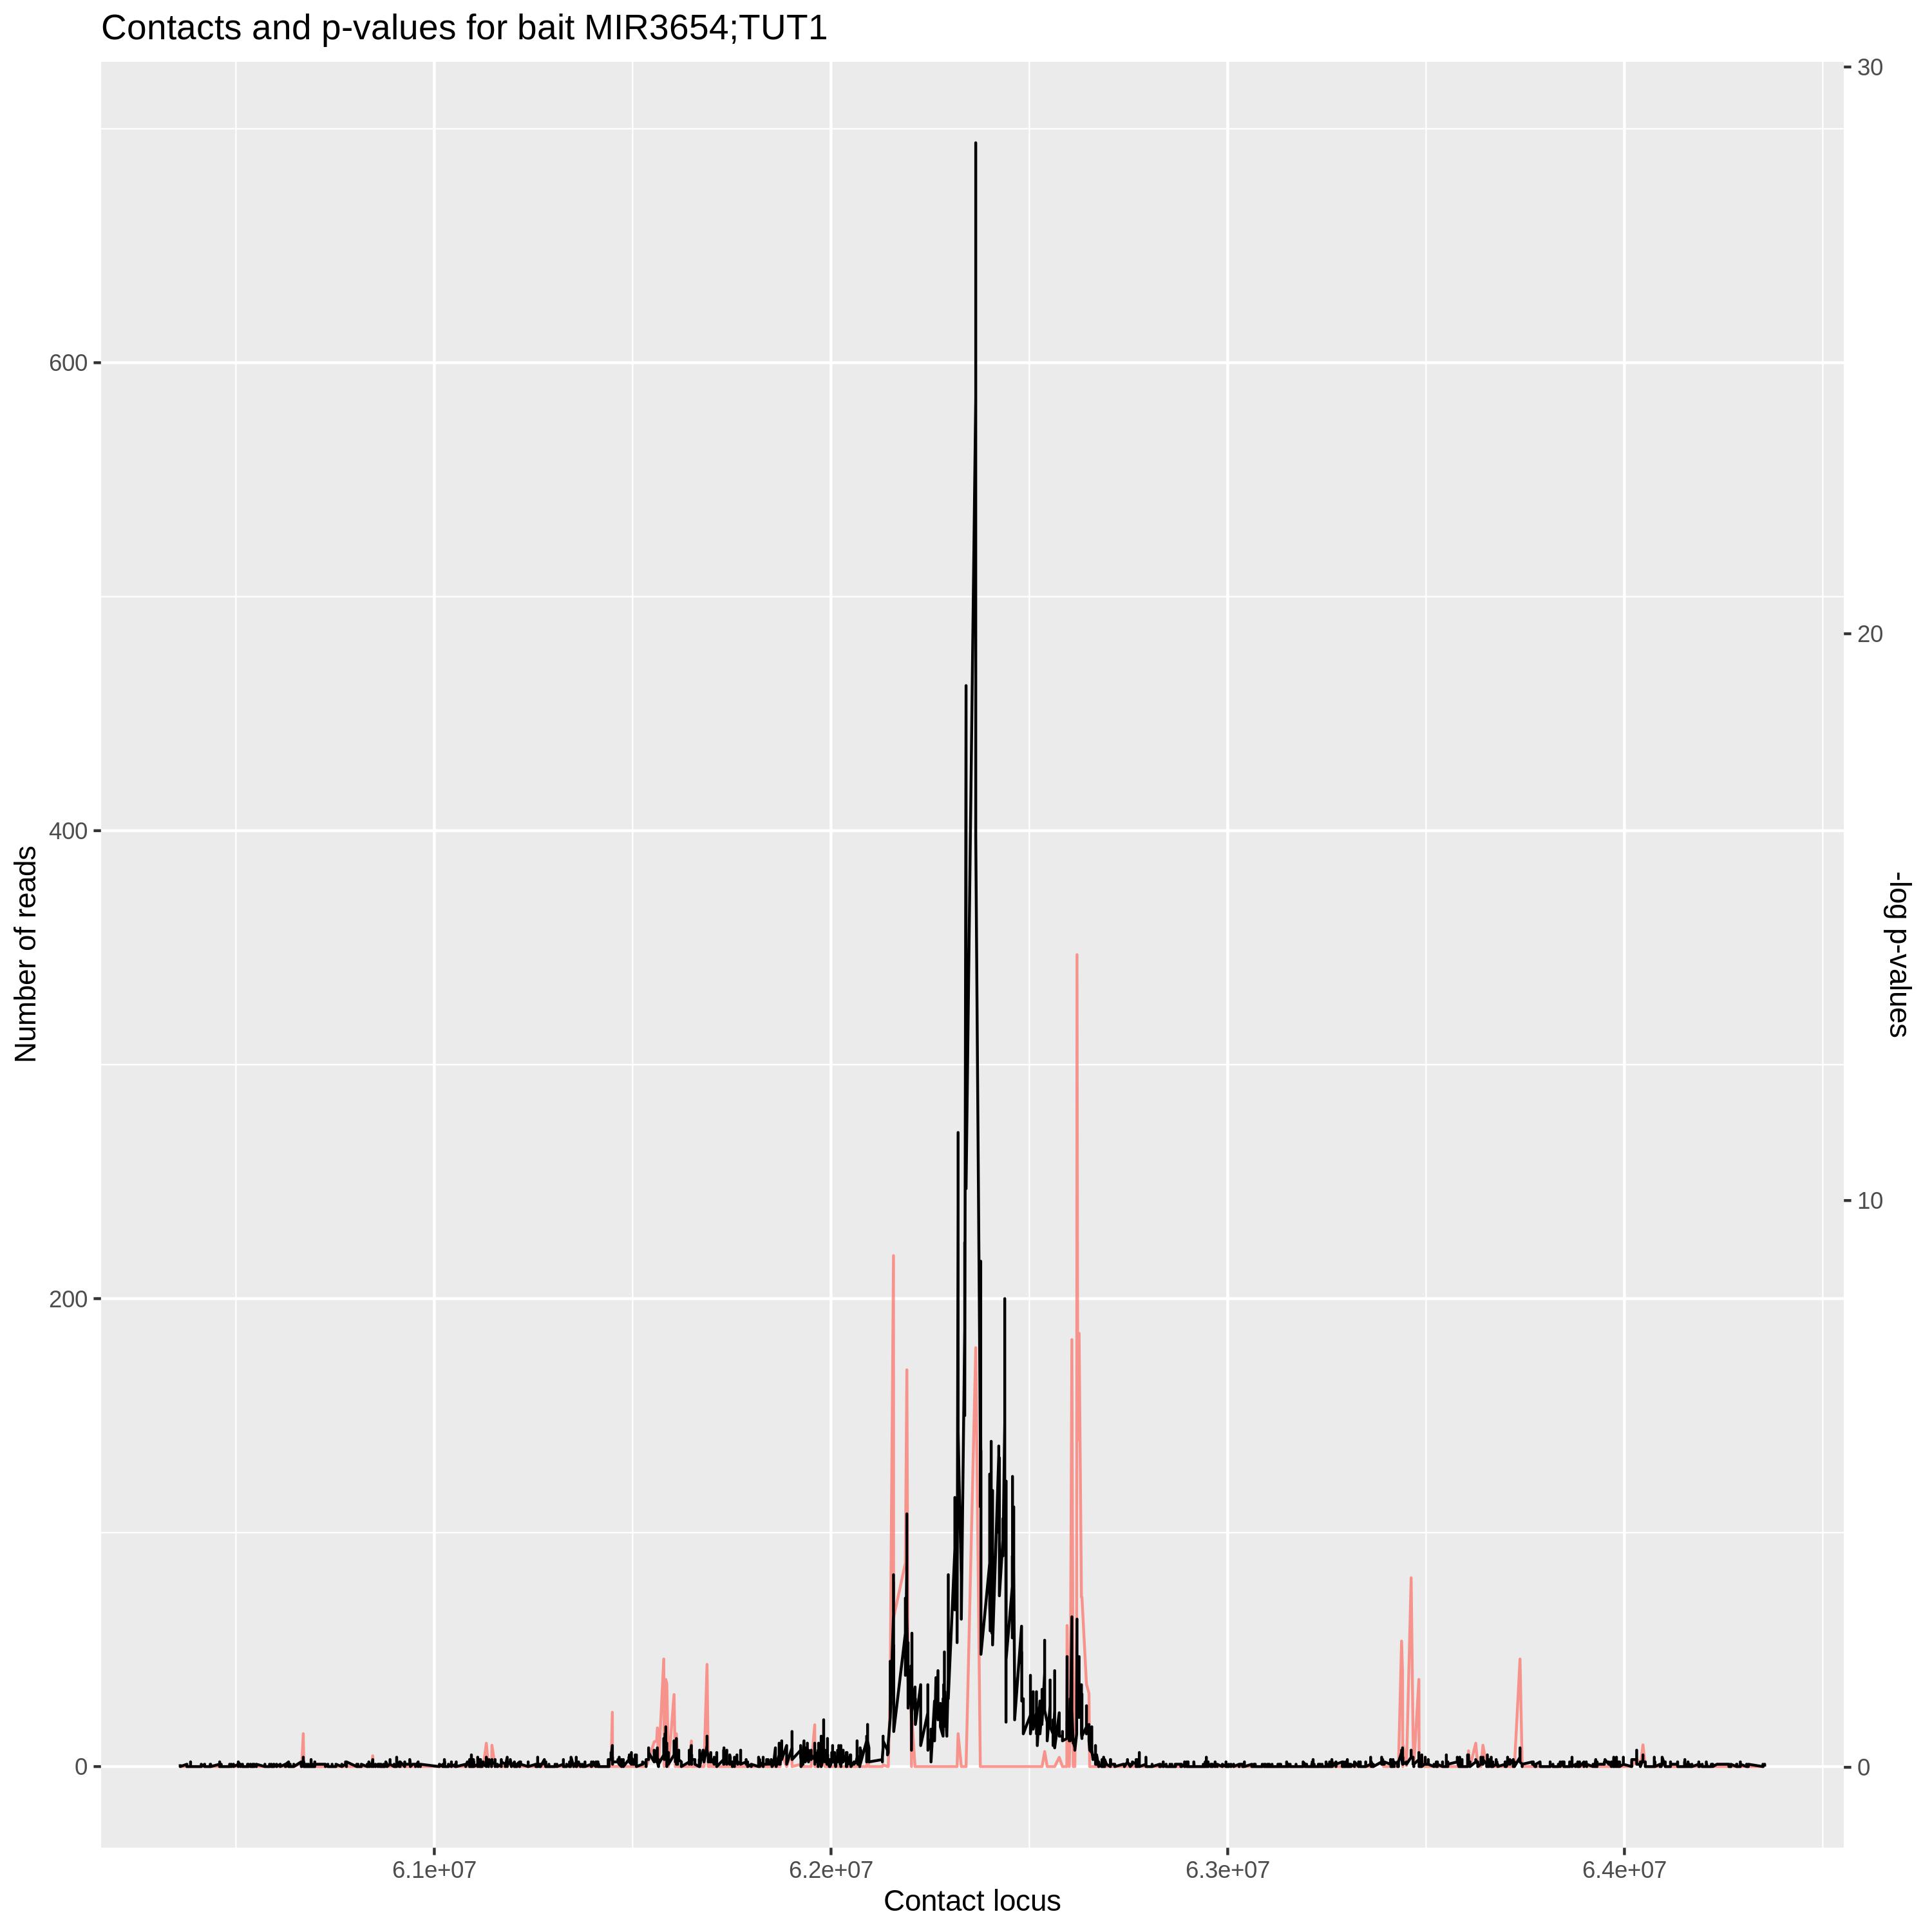 Contacts and p-values for bait MIR3654;TUT1
30
600
20
400
Number of reads
-log p-values
10
200
0
0
6.1e+07
6.2e+07
6.3e+07
6.4e+07
Contact locus